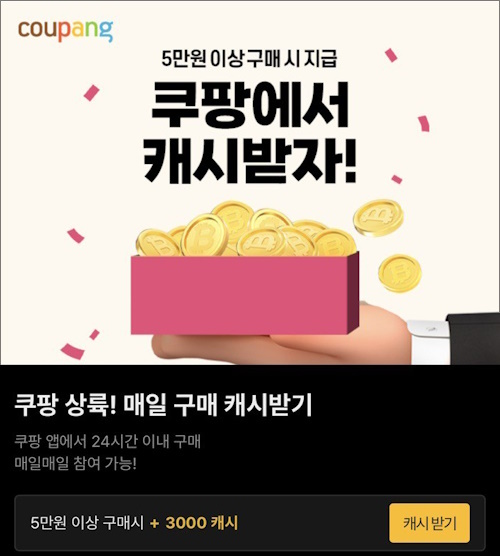 coupang
5만원 이상 구매 시 지급
쿠팡에서
캐시받자!
쿠팡 상륙! 매일 구매 캐시받기
쿠팡 앱에서 24시간 이내 구매
매일매일 참여 가능!
5만원 이상 구매시 + 3000 캐시
캐시 받기